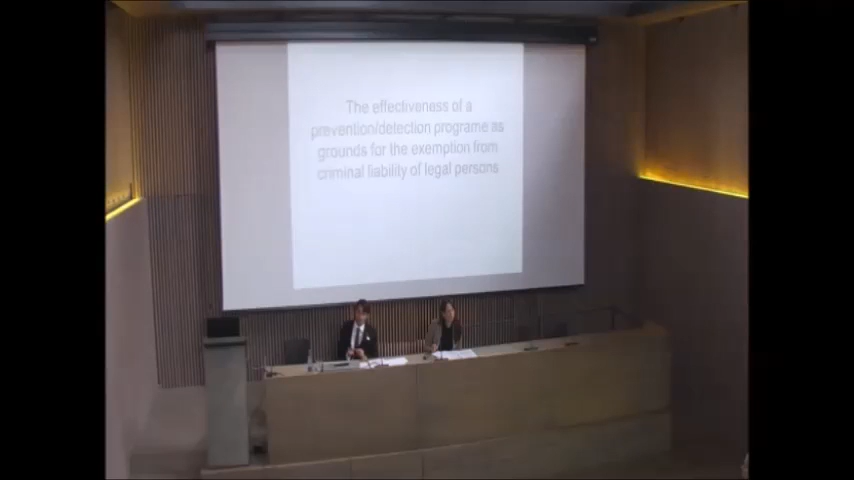 The effectiveness of a
prevention/detection programe as
grounds for the exemption from
criminal liability of legal persons